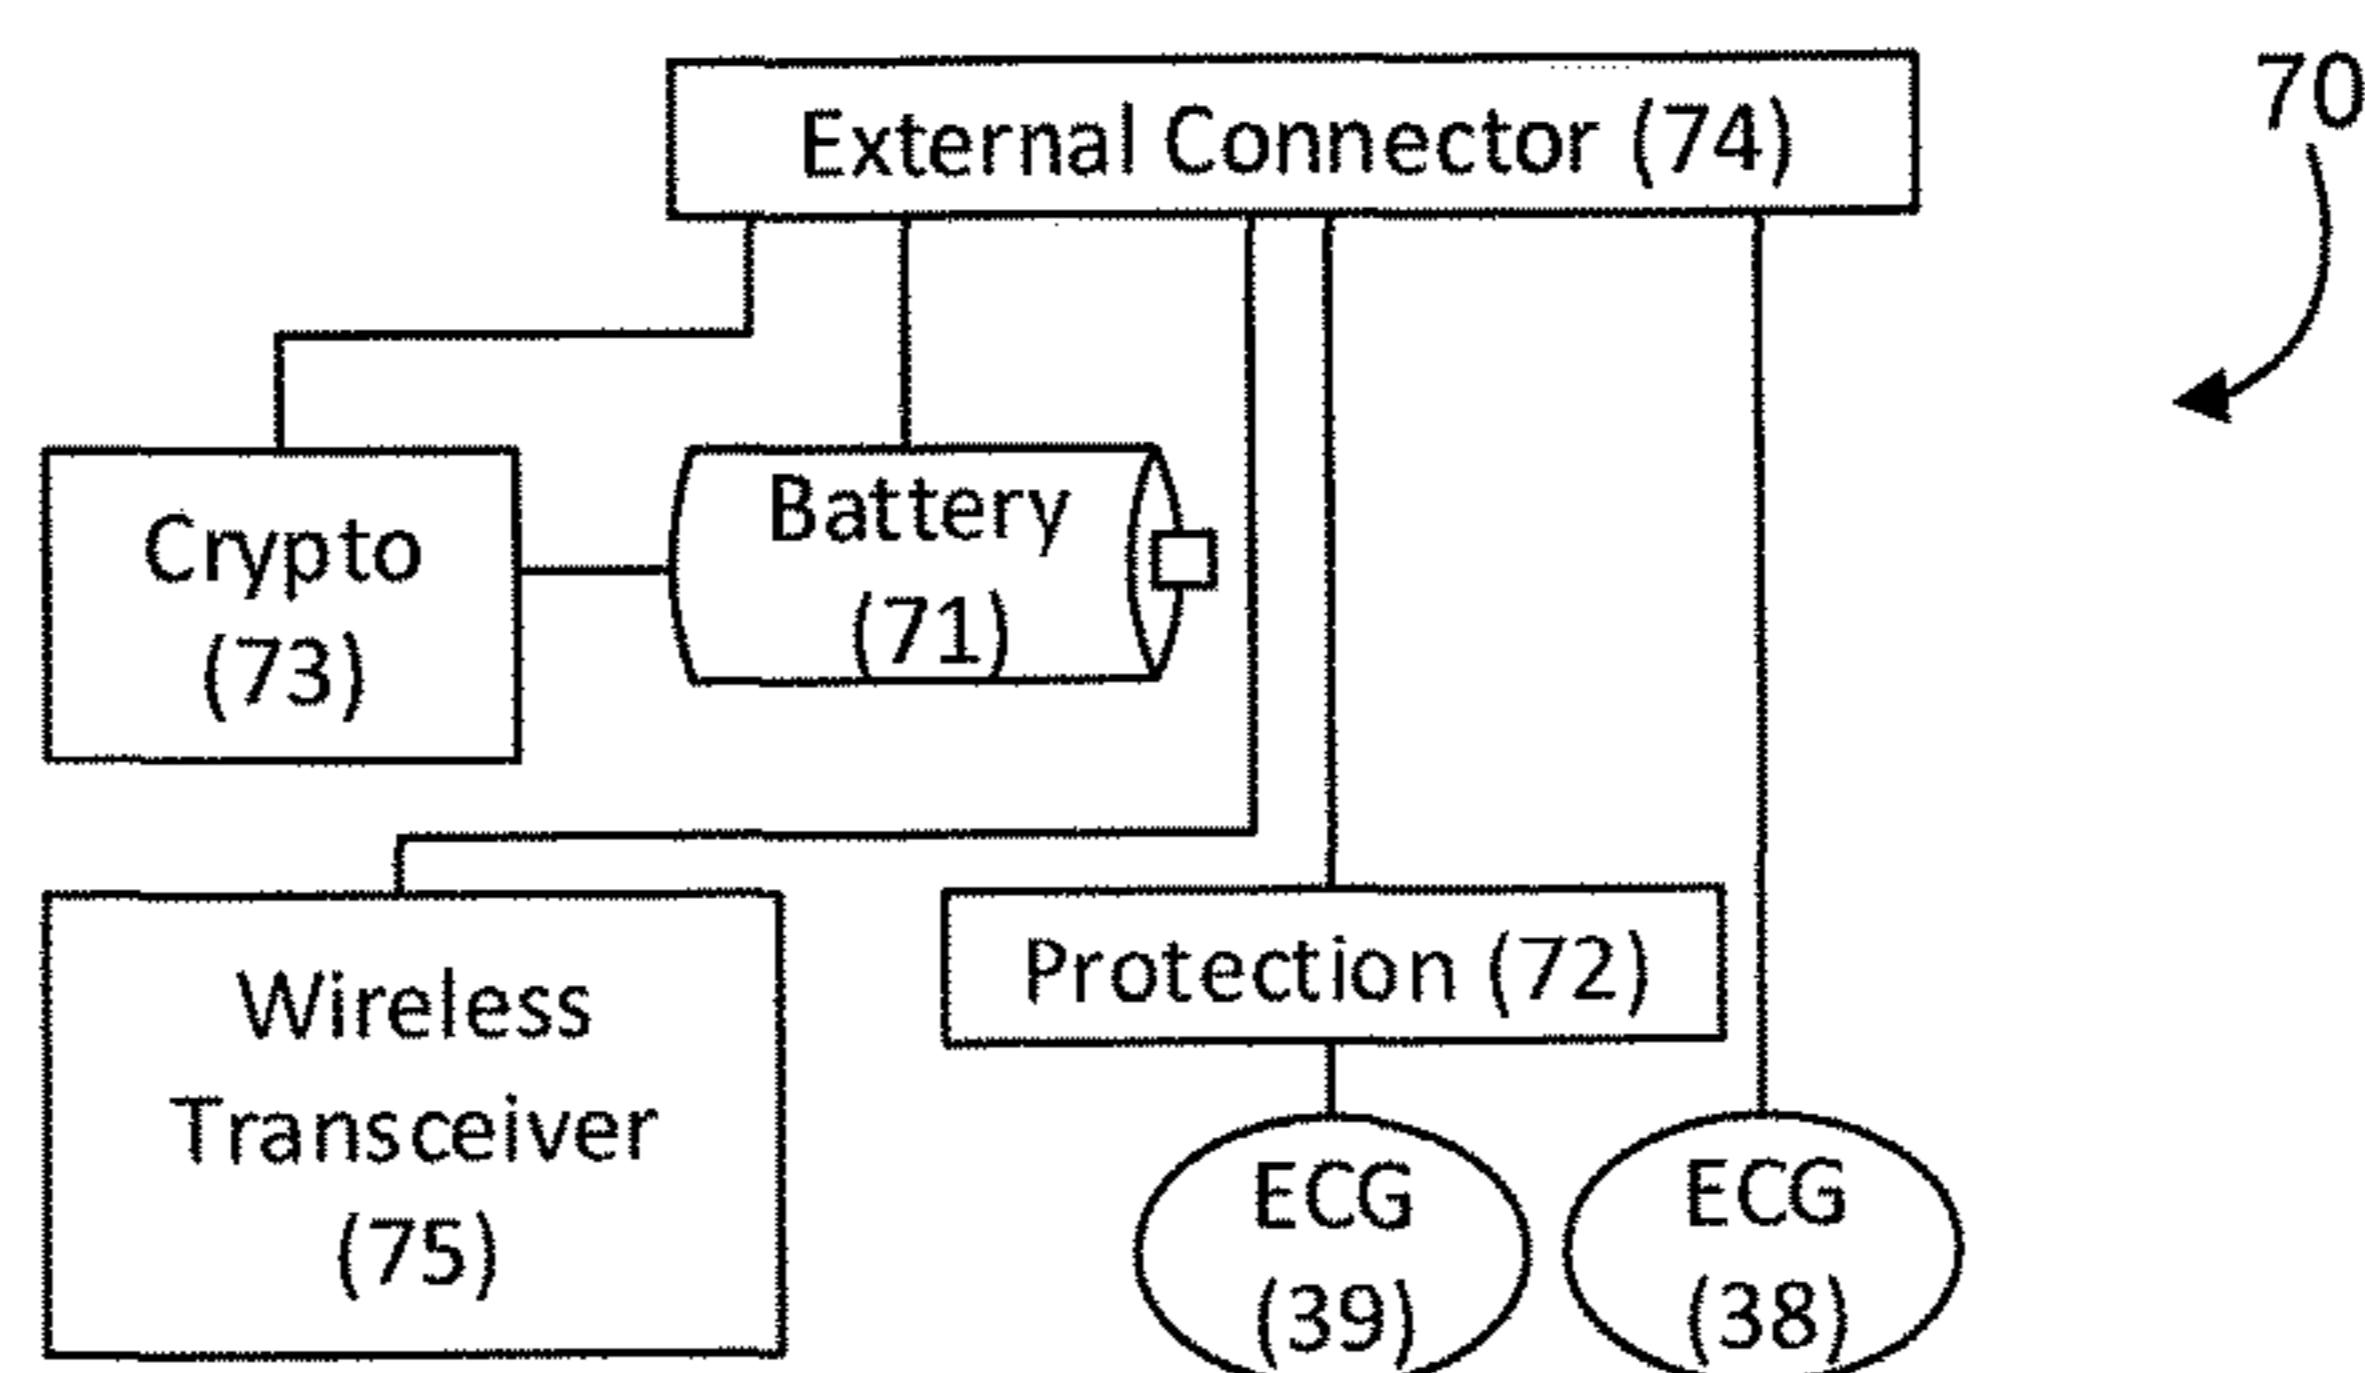 External Connector (74)
70
Crypto
(73)
Battery
(71)
Wireless
Transceiver
(75)
Protection (72)
ECG
(39)
ECG
(38)